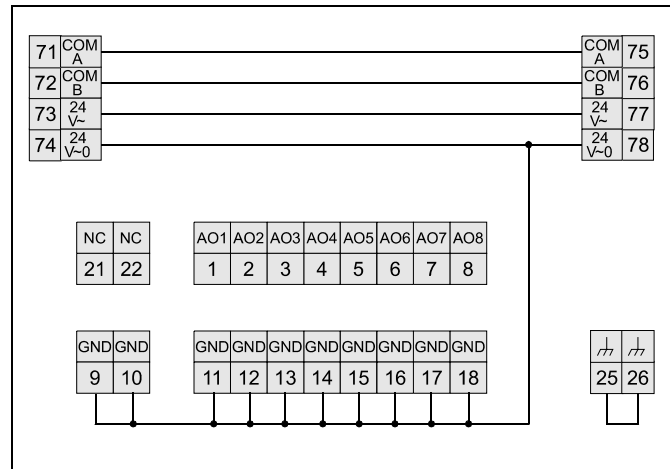 71 COM A COM A 75
72 COM B COM B 76
73 24 V~ 24 V~ 77
74 24 V~0 24 V~0 78
NC NC AO1 AO2 AO3 AO4 AO5 AO6 AO7 AO8
21 22 1 2 3 4 5 6 7 8
GND GND GND GND GND GND GND GND GND GND
9 10 11 12 13 14 15 16 17 18 25 26